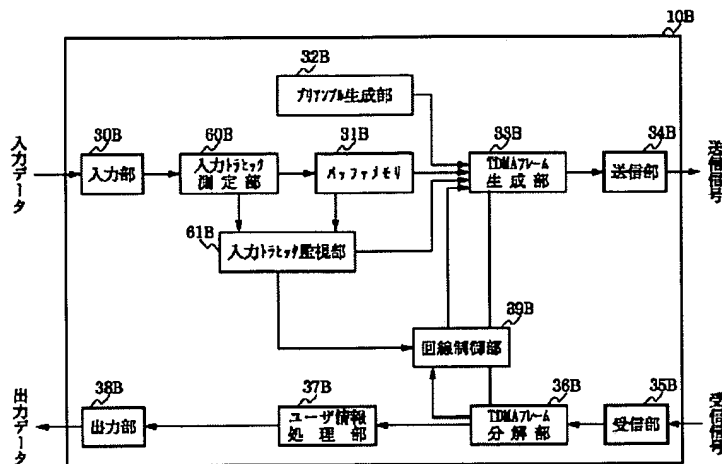 10B
32B
プリアンブル生成部
30B
60B
31B
33B
34B
入力データ
入力部
入力トラヒック
測定部
バッファメモリ
TDMAフレーム
生成部
送信部
送信信号
61B
入力トラヒック監視部
39B
回線制御部
38B
37B
36B
35B
出力データ
出力部
ユーザ情報
処理部
TDMAフレーム
分解部
受信部
受信信号